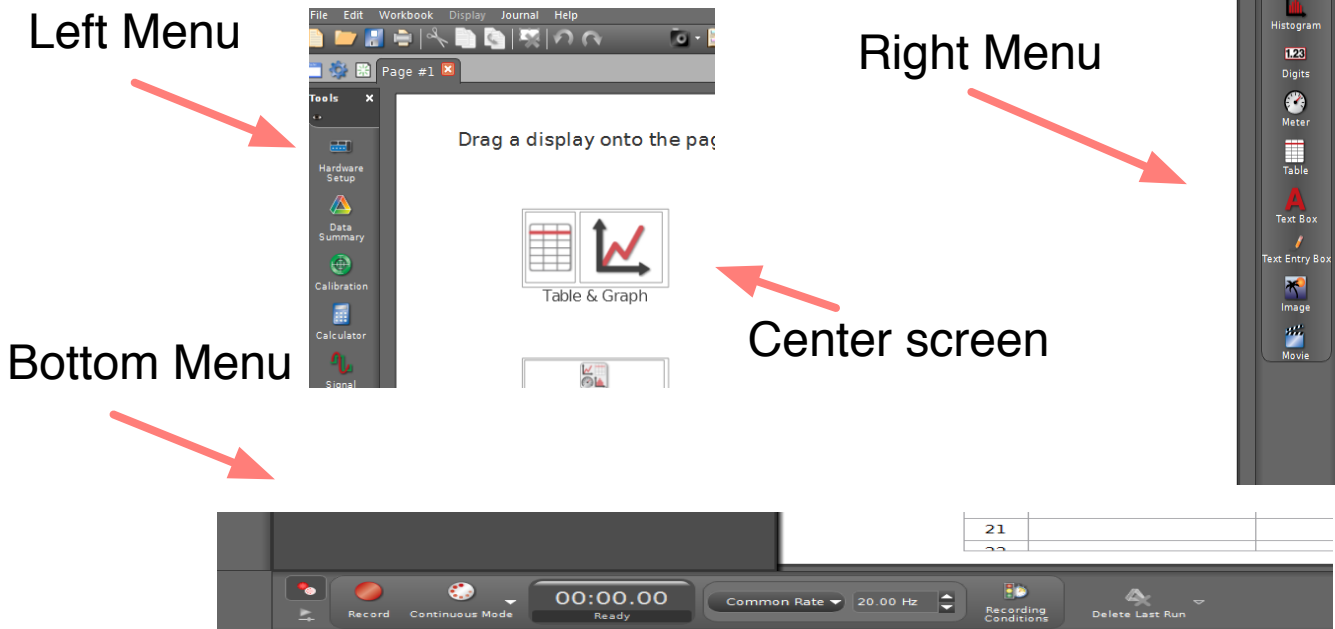 Left Menu
File Edit Workbook Display Journal Help
Page #1
Tools
Drag a display onto the pag
Hardware
Setup
Data
Summary
Calibration
Calculator
Signal
Table & Graph
Right Menu
Histogram
1.23
Digits
Meter
Table
A
Text Box
Text Entry Box
Image
Movie
Center screen
Bottom Menu
21
Record
Continuous Mode
00:00.00
Ready
Common Rate
20.00 Hz
Recording
Conditions
Delete Last Run